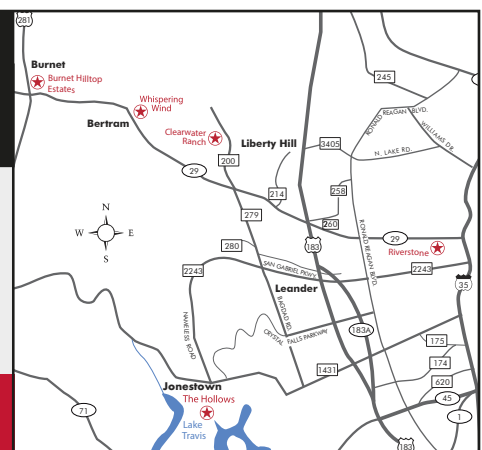 281
Burnet
Burnet Hilltop
Estates
Whispering
Wind
Bertram
Clearwater
Ranch
Liberty Hill
245
RONALD REAGAN BLVD.
WILLIAMS DR.
3405
N. LAKE RD.
200
29
214
258
279
260
280
183
29
Riverstone
N
W
E
S
2243
SAN GABRIEL PKWY.
RONALD REAGAN BLVD.
2243
35
Leander
BAGDAD RD.
NAMELESS ROAD
CRYSTAL FALLS PARKWAY
183A
175
174
1431
620
Jonestown
The Hollows
45
71
Lake
Travis
1
183